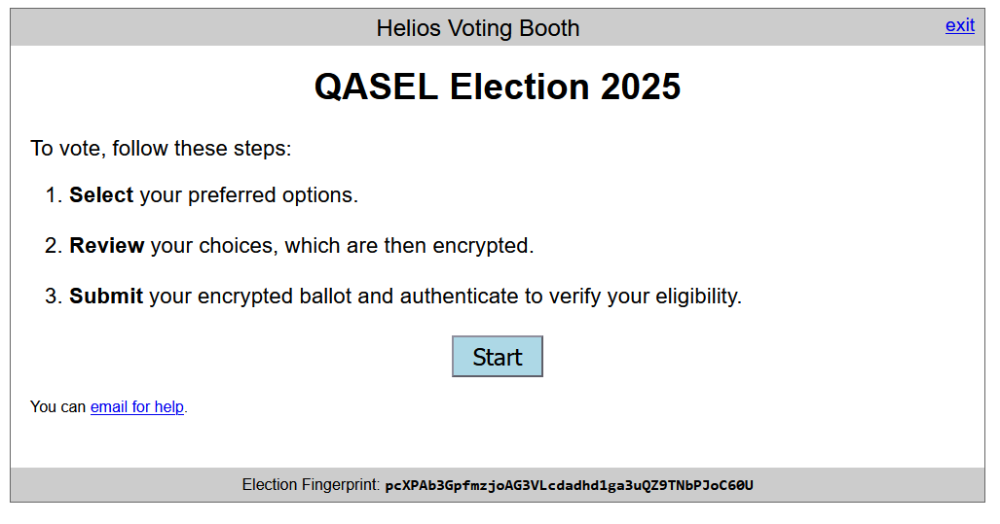 Helios Voting Booth
exit
QASEL Election 2025
To vote, follow these steps:
1. Select your preferred options.
2. Review your choices, which are then encrypted.
3. Submit your encrypted ballot and authenticate to verify your eligibility.
Start
You can email for help.
Election Fingerprint: pcXPAb3GpfmzjoAG3VLcdadhd1ga3uQZ9TNbPJoC60U